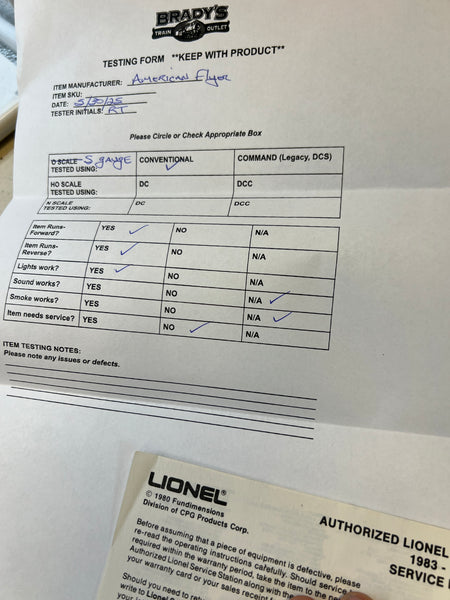 BRADY'S
TRAIN OUTLET
TESTING FORM **KEEP WITH PRODUCT**
ITEM MANUFACTURER: American Flyer
ITEM SKU:
DATE: 5/30/25
TESTER INITIALS: RT
Please Circle or Check Appropriate Box
O SCALE S gauge
TESTED USING: CONVENTIONAL ✓ COMMAND (Legacy, DCS)
HO SCALE
TESTED USING: DC DCC
N SCALE
TESTED USING: DC DCC
Item Runs-
Forward? YES ✓ NO N/A
Item Runs-
Reverse? YES ✓ NO N/A
Lights work? YES ✓ NO N/A
Sound works? YES NO N/A ✓
Smoke works? YES NO N/A ✓
Item needs service? YES NO ✓ N/A
ITEM TESTING NOTES:
Please note any issues or defects.
LIONEL®
© 1980 Fundimensions
Division of CPG Products Corp.
AUTHORIZED LIONEL
1983 -
SERVICE
Before assuming that a piece of equipment is defective, please
re-read the operating instructions carefully. Should service
required within the warranty period, take the item to the
Authorized Lionel Service Station along with
your warranty card or your sales receipt
Should you need to
write to Lionel